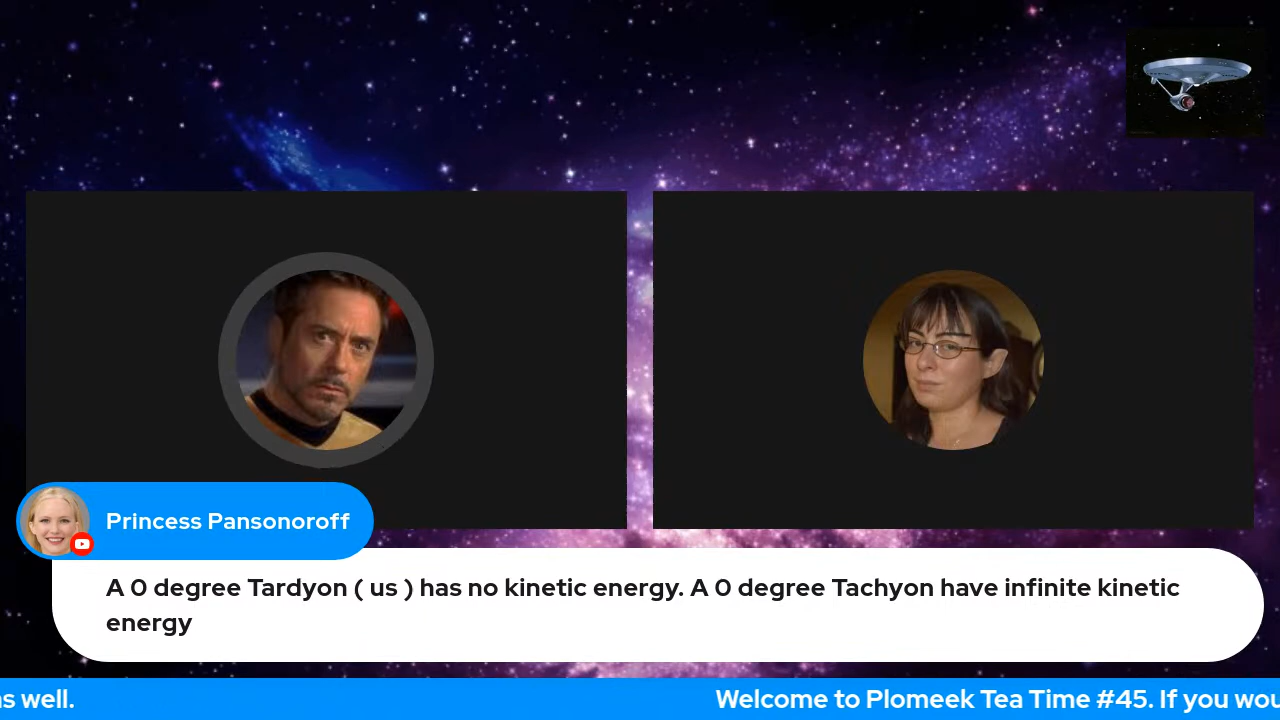 Princess Pansonoroff
A 0 degree Tardyon ( us ) has no kinetic energy. A 0 degree Tachyon have infinite kinetic
energy
s well. Welcome to Plomeek Tea Time #45. If you wou